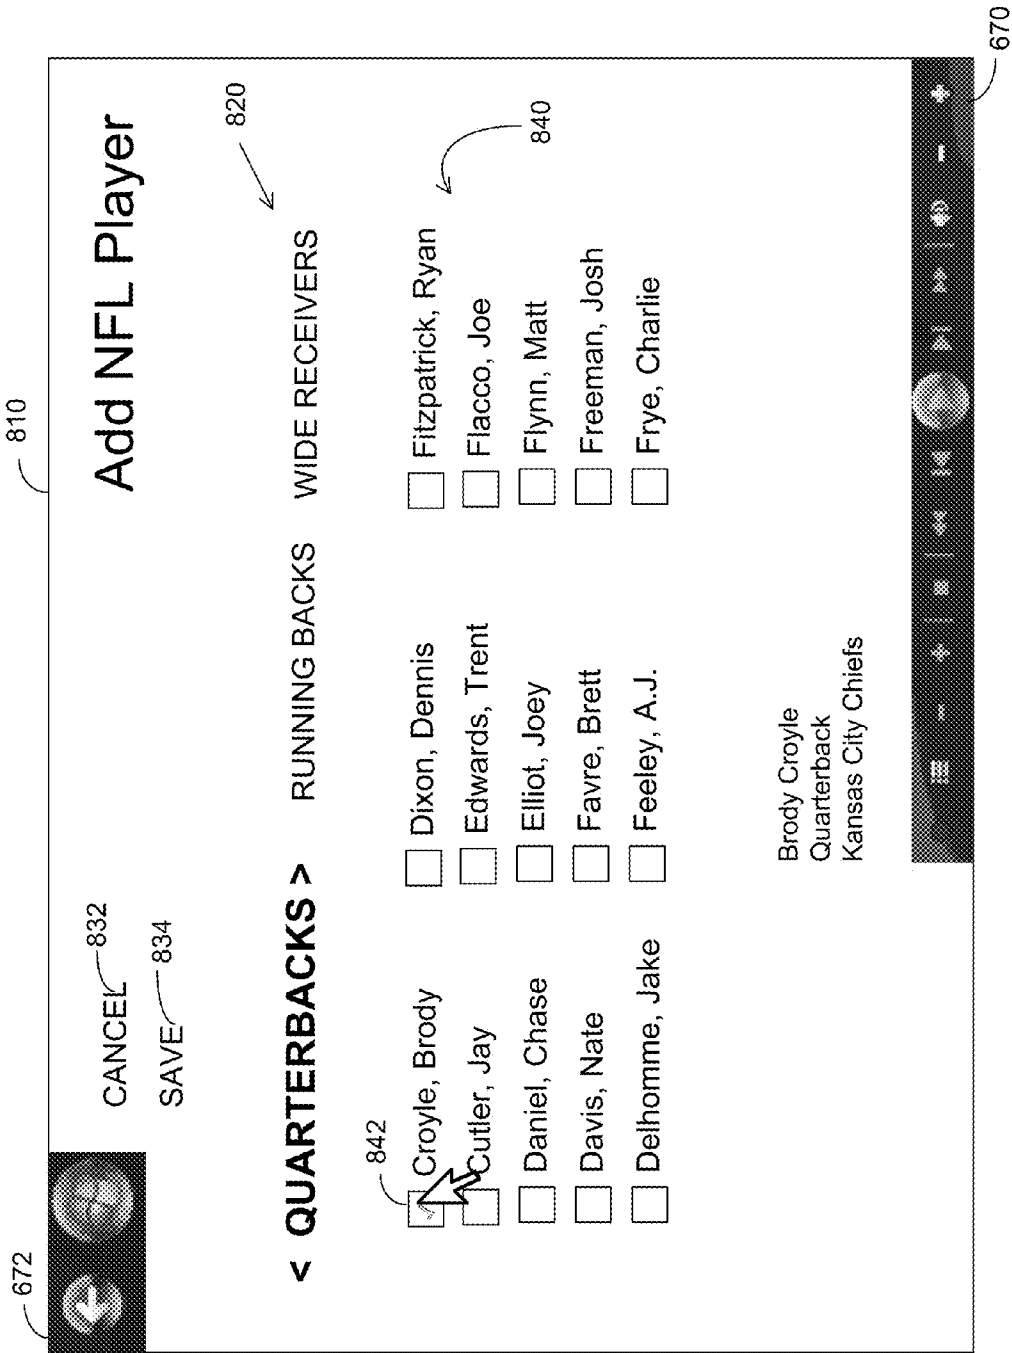 672
CANCEL
832
810
Add NFL Player
SAVE
834
820
< QUARTERBACKS >
RUNNING BACKS
WIDE RECEIVERS
842
840
Croyle, Brody
Dixon, Dennis
Fitzpatrick, Ryan
Cutler, Jay
Edwards, Trent
Flacco, Joe
Daniel, Chase
Elliot, Joey
Flynn, Matt
Davis, Nate
Favre, Brett
Freeman, Josh
Delhomme, Jake
Feeley, A.J.
Frye, Charlie
Brody Croyle
Quarterback
Kansas City Chiefs
670